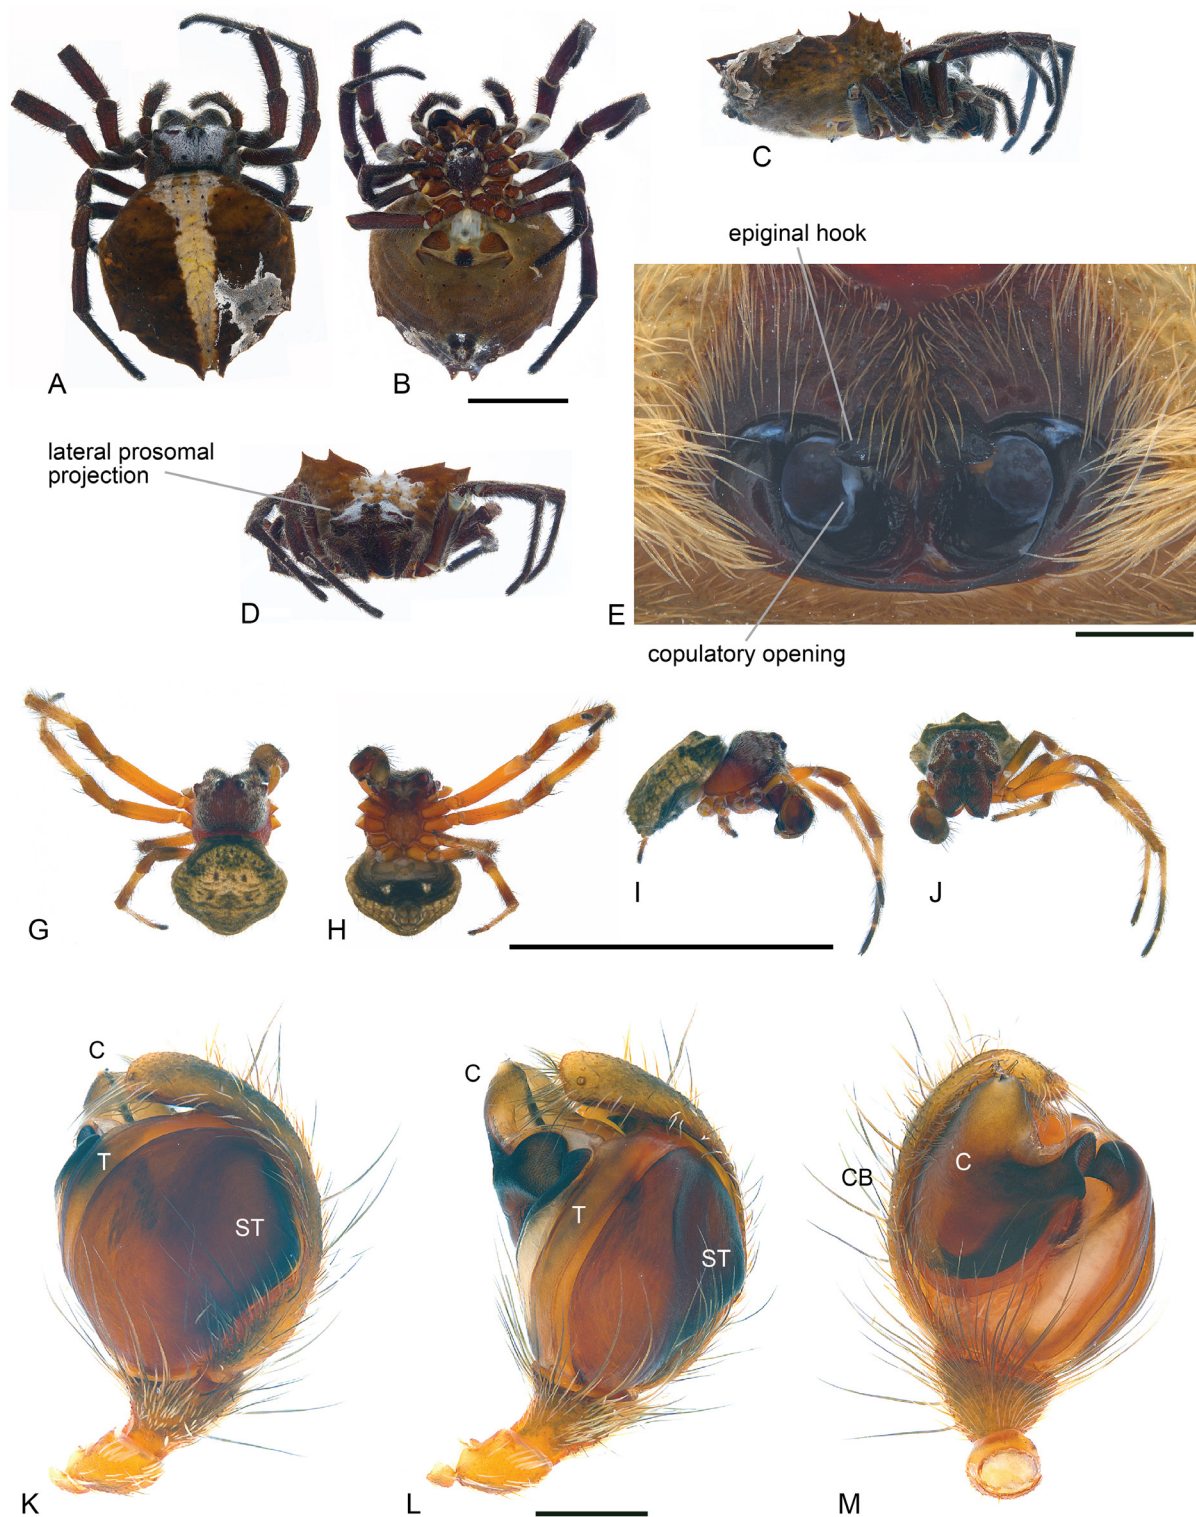 A
B
C
epiginal hook
lateral prosomal
projection
D
E
copulatory opening
G
H
I
J
C
T
ST
K
C
T
ST
L
CB
C
M